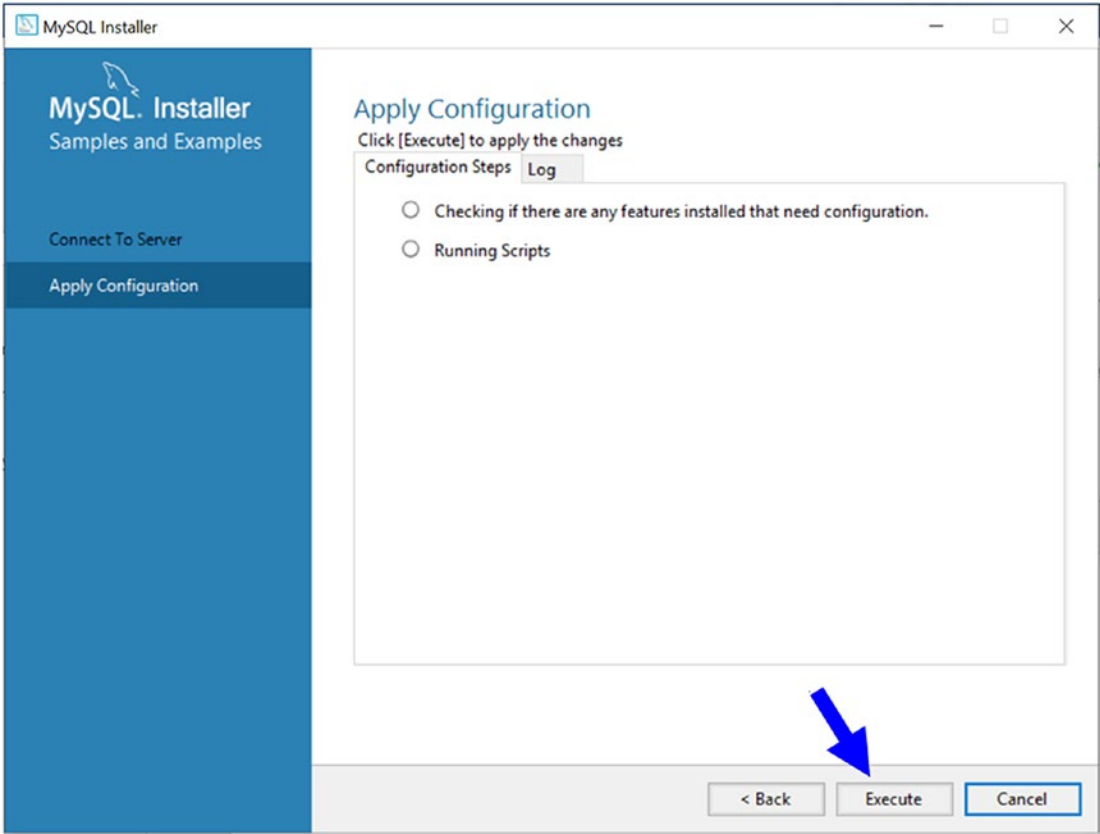 MySQL Installer
MySQL. Installer
Samples and Examples
Connect To Server
Apply Configuration
Apply Configuration
Click [Execute] to apply the changes
Configuration Steps
Log
Checking if there are any features installed that need configuration.
Running Scripts
< Back
Execute
Cancel